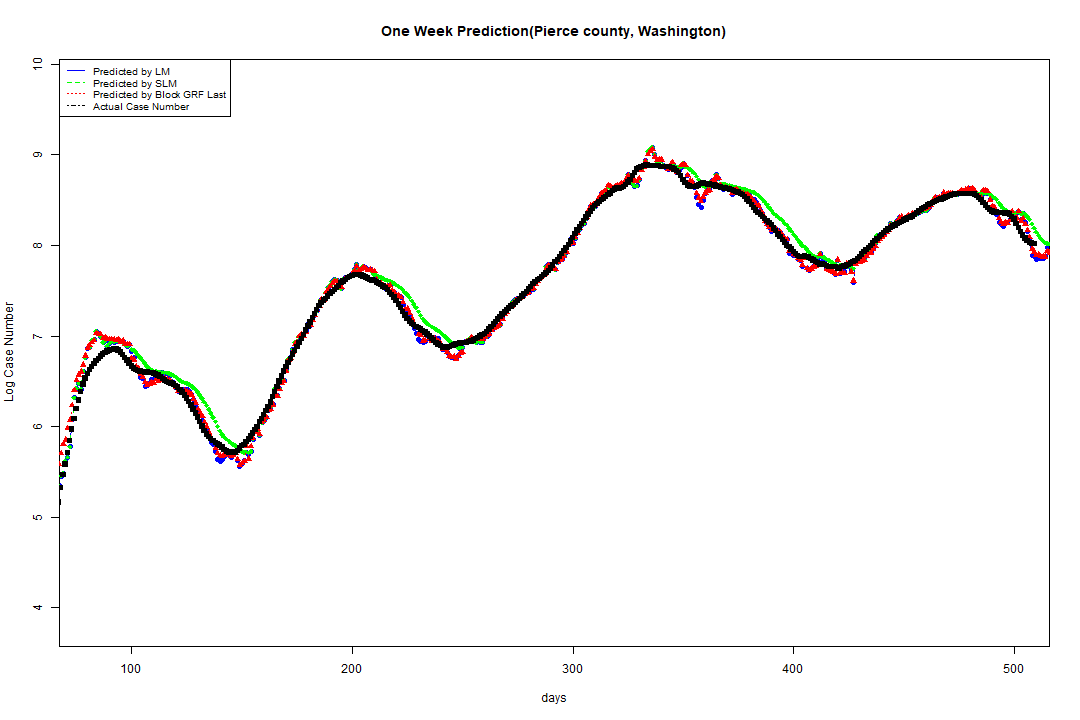 One Week Prediction(Pierce county, Washington)
Predicted by LM
Predicted by SLM
Predicted by Block GRF Last
Actual Case Number
10
9
8
7
6
5
4
Log Case Number
100 200 300 400 500
days